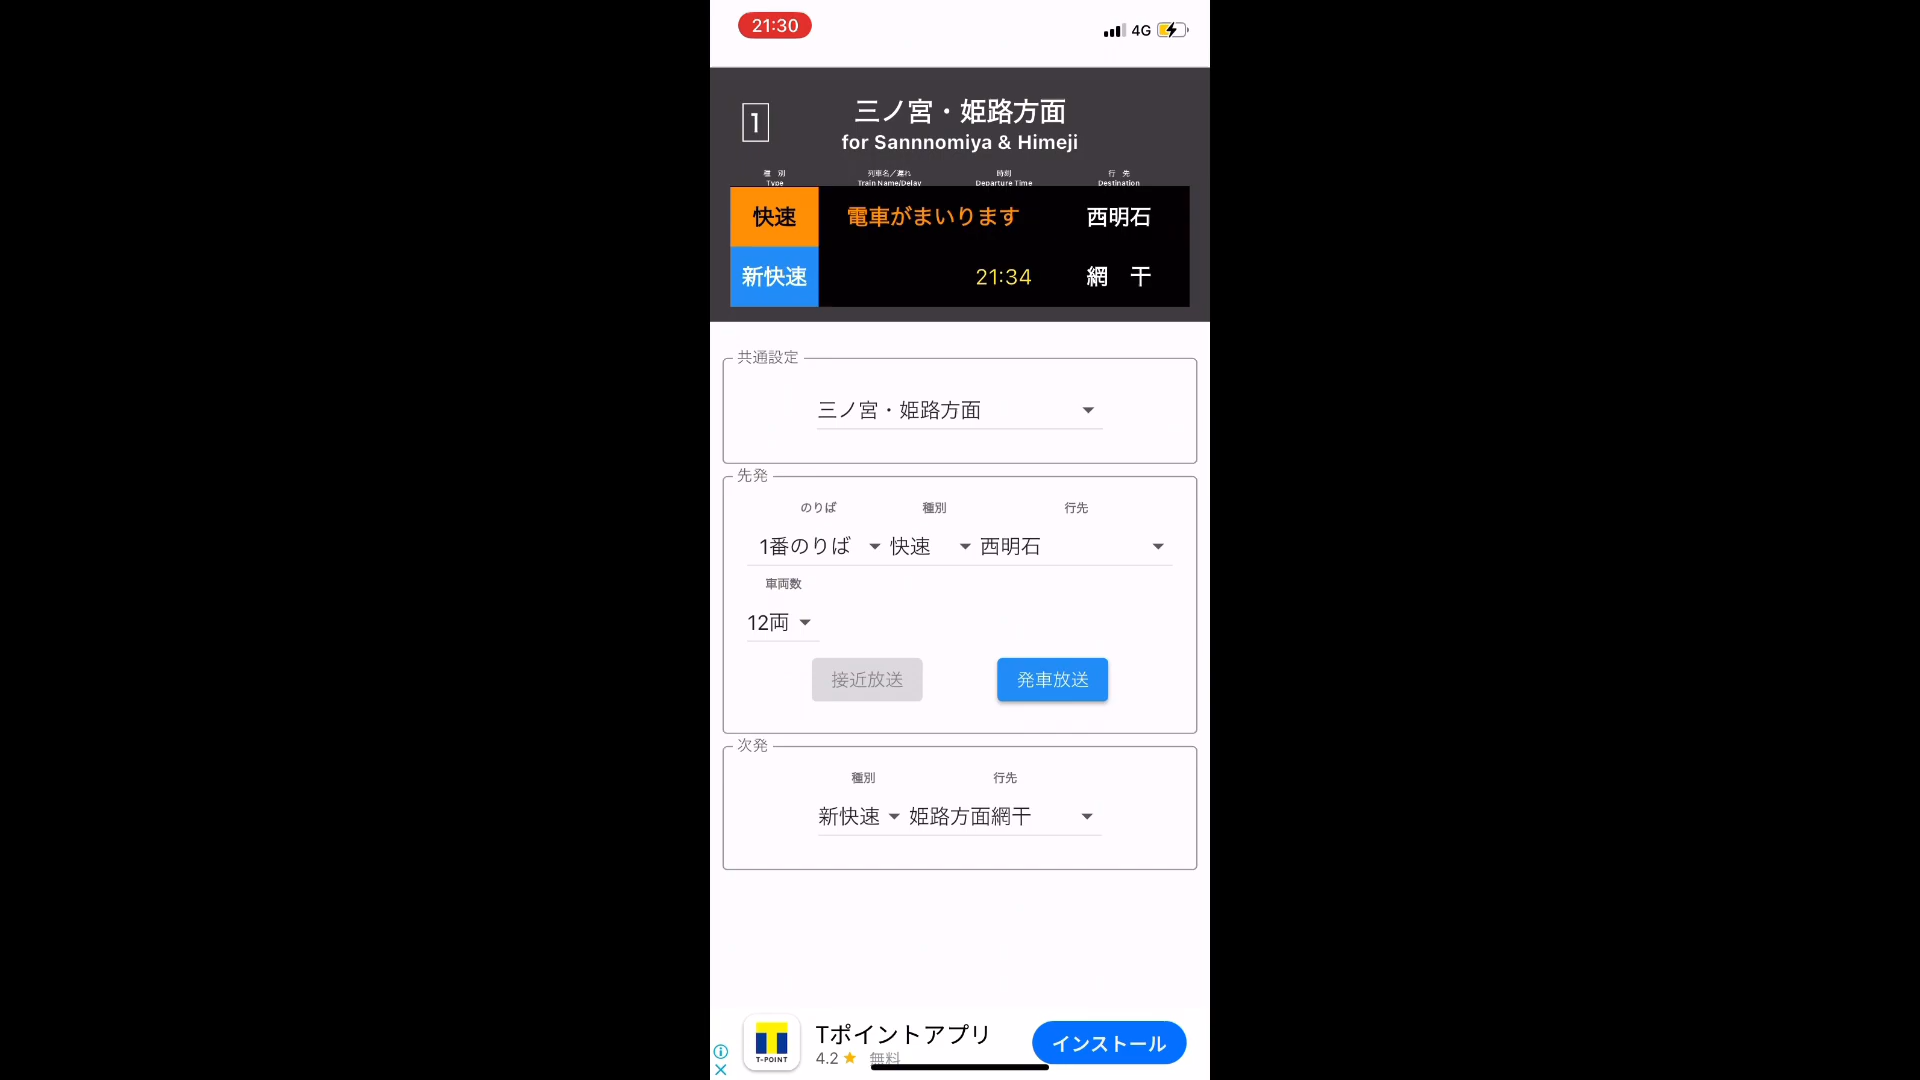 21:30
4G
1
三ノ宮・姫路方面
for Sannnomiya & Himeji
種 別 列車名/遅れ 時刻 行 先
Type Train Name/Delay Departure Time Destination
快速 電車がまいります 西明石
新快速 21:34 網 干
共通設定
三ノ宮・姫路方面
先発
のりば 種別 行先
1番のりば 快速 西明石
車両数
12両
接近放送 発車放送
次発
種別 行先
新快速 姫路方面網干
Tポイントアプリ
4.2 無料
インストール
T-POINT